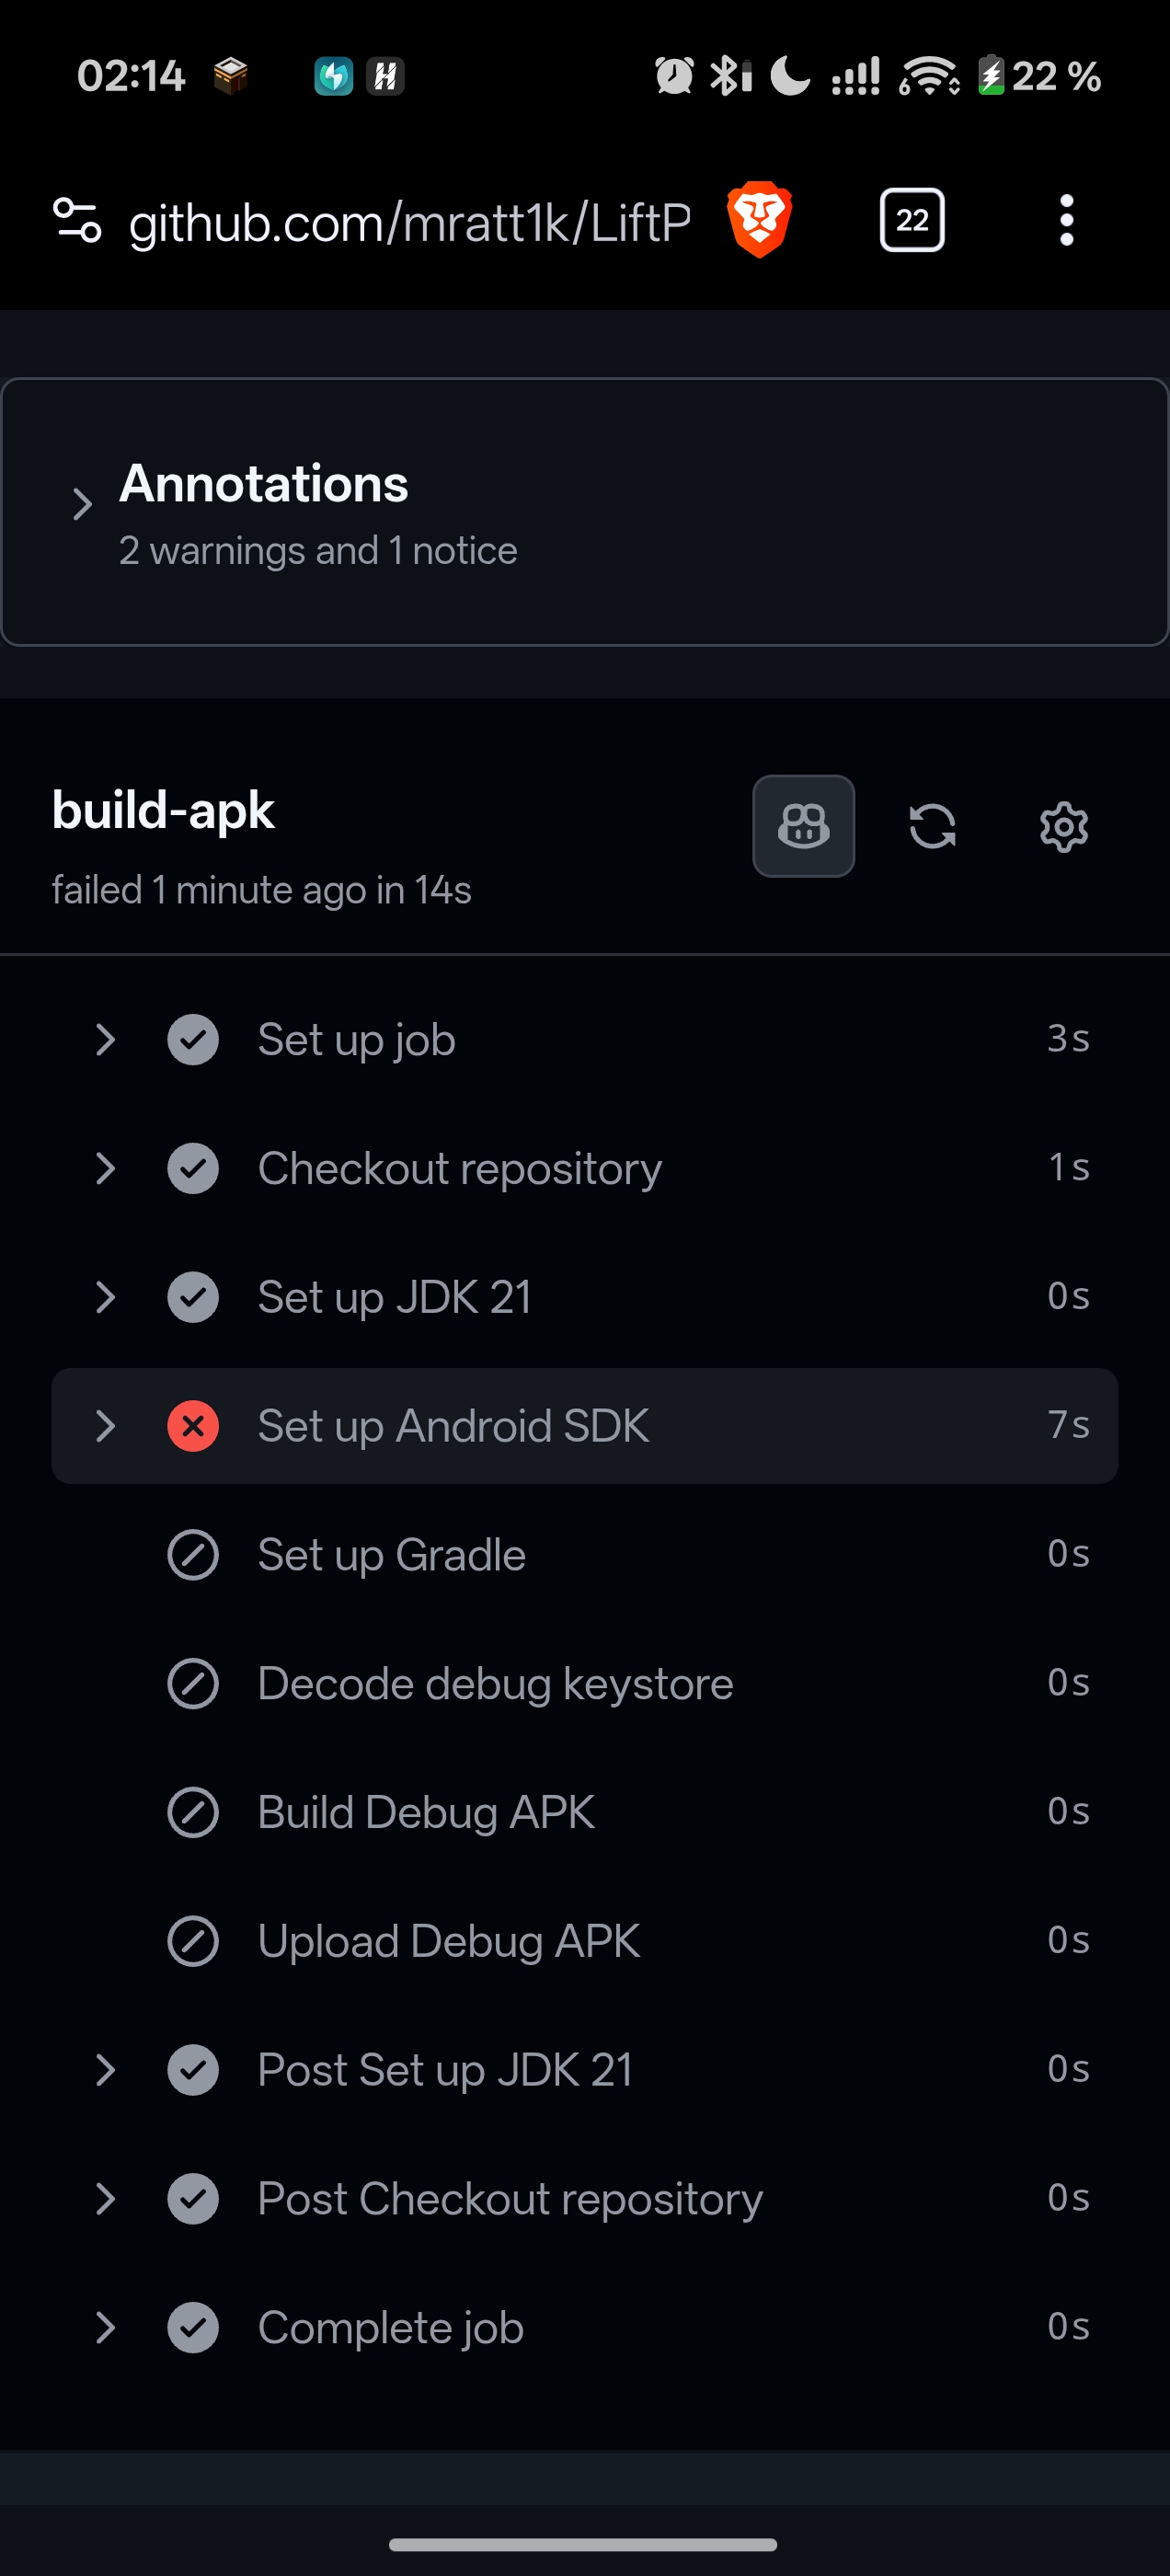 02:14
6
22 %
github.com/mratt1k/LiftP
22
Annotations
2 warnings and 1 notice
build-apk
failed 1 minute ago in 14s
Set up job 3s
Checkout repository 1s
Set up JDK 21 0s
Set up Android SDK 7s
Set up Gradle 0s
Decode debug keystore 0s
Build Debug APK 0s
Upload Debug APK 0s
Post Set up JDK 21 0s
Post Checkout repository 0s
Complete job 0s